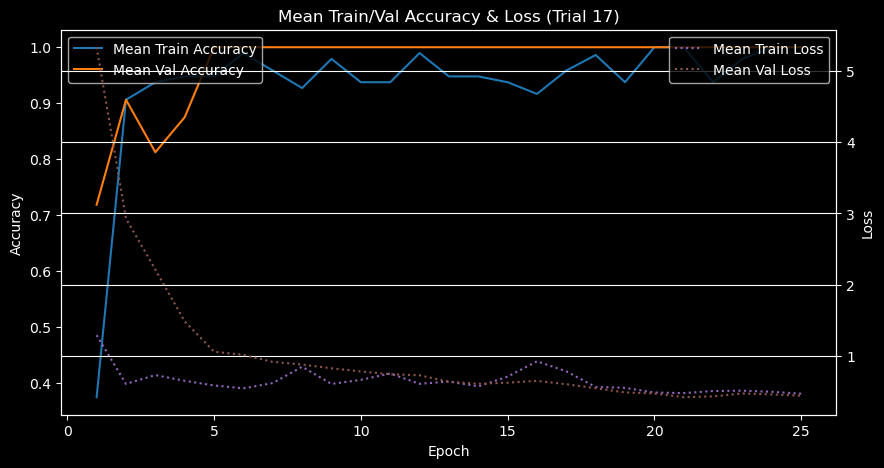 Mean Train/Val Accuracy & Loss (Trial 17)
Mean Train Accuracy
Mean Val Accuracy
Mean Train Loss
Mean Val Loss
1.0
0.9
0.8
0.7
0.6
0.5
0.4
Accuracy
5
4
3
2
1
Loss
0
5
10
15
20
25
Epoch